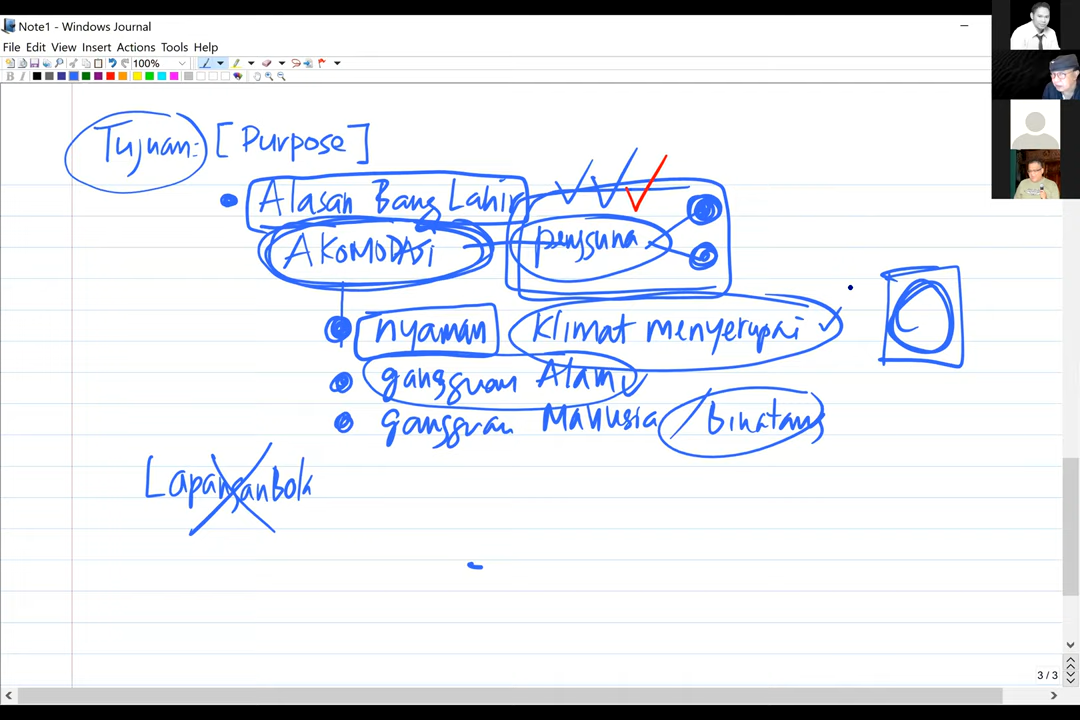 Note1 - Windows Journal
File Edit View Insert Actions Tools Help
100%
B I
Tujuan: [Purpose]
Alasan Bang Lahir
AKOMODAsi pengguna
nyaman klimat menyerupai
gangguan Alam
gangguan Manusia / Binatang
Lapangan bola
3 / 3